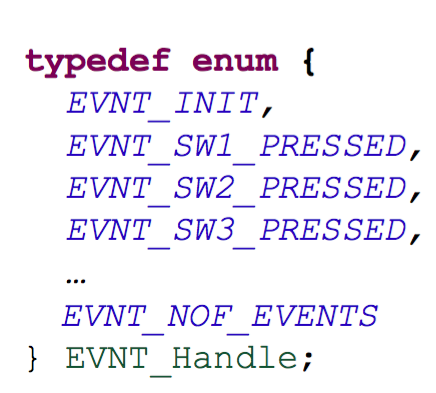 typedef enum {
EVNT_INIT,
EVNT_SW1_PRESSED,
EVNT_SW2_PRESSED,
EVNT_SW3_PRESSED,
…
EVNT_NOF_EVENTS
} EVNT_Handle;